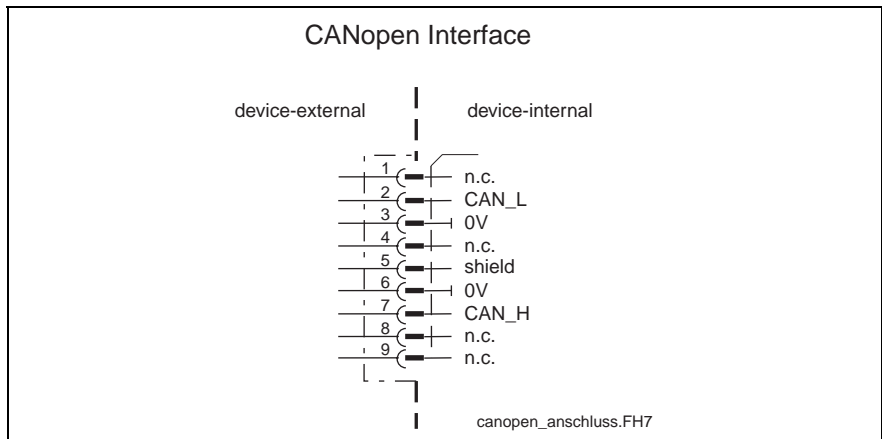 CANopen Interface
device-external device-internal
1 n.c.
2 CAN_L
3 0V
4 n.c.
5 shield
6 0V
7 CAN_H
8 n.c.
9 n.c.
canopen_anschluss.FH7